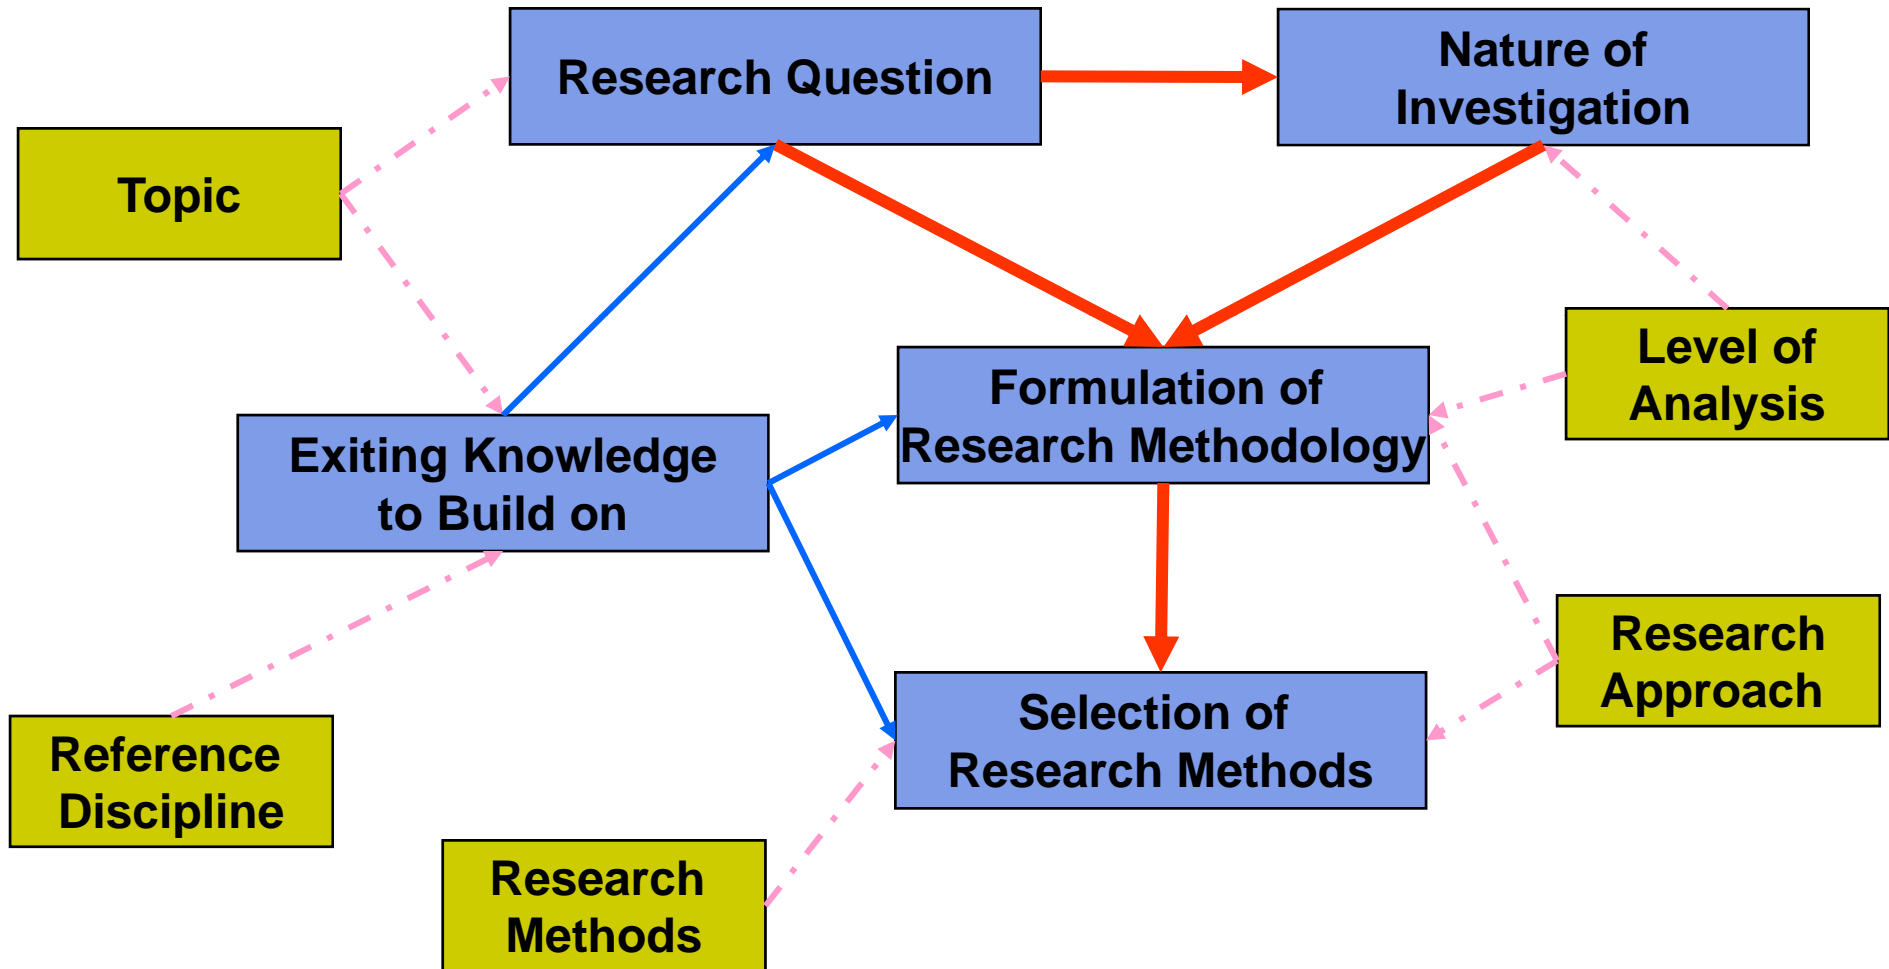 Research Question
Nature of
Investigation
Topic
Level of
Analysis
Formulation of
Research Methodology
Exiting Knowledge
to Build on
Research
Approach
Selection of
Research Methods
Reference
Discipline
Research
Methods